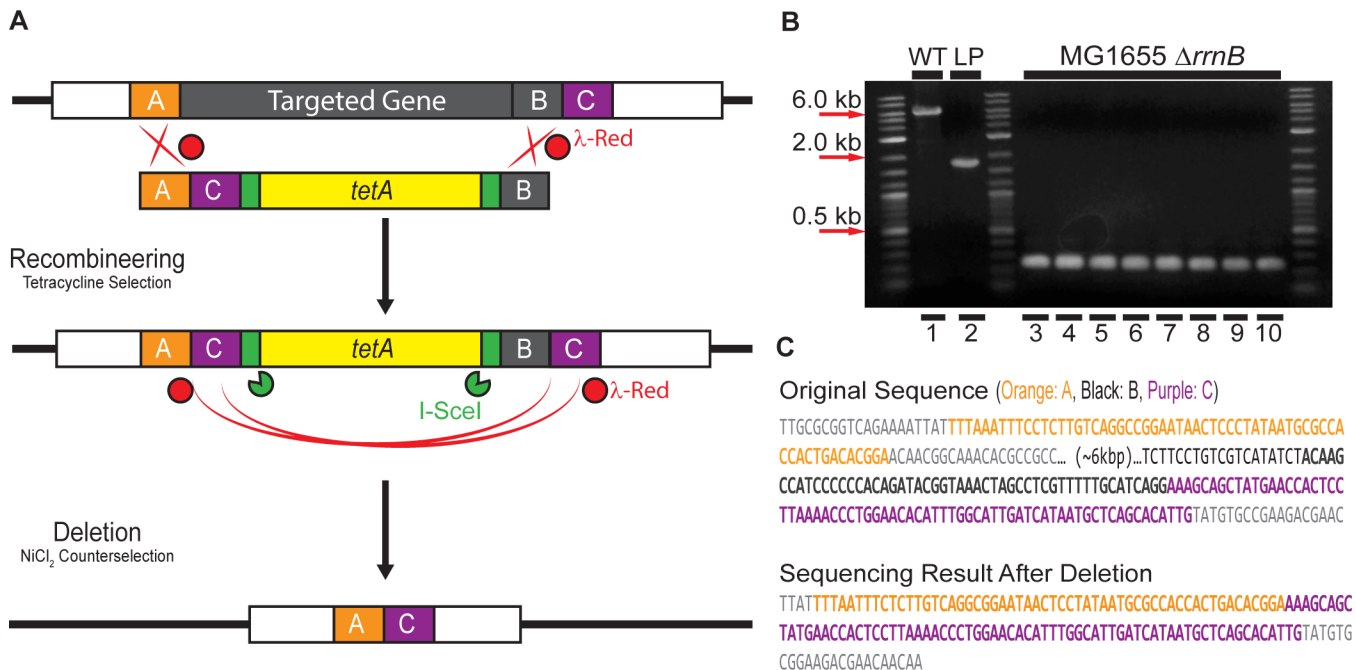 A
A
Targeted Gene
B
C
λ-Red
A
C
tetA
B
Recombineering
Tetracycline Selection
A
C
tetA
B
C
I-SceI
λ-Red
Deletion
NiCl2 Counterselection
A
C
B
WT LP MG1655 ΔrrnB
6.0 kb
2.0 kb
0.5 kb
1 2 3 4 5 6 7 8 9 10
C
Original Sequence (Orange: A, Black: B, Purple: C)
TTGCGCGGTCAGAAAATTATTTTAAATTTCCTCTTGTCAGGCCGGAATAACTCCCTATAATGCGCCA
CCACTGACACGGAACAACGGCAAACACGCCGCC... (~6kbp)...TCTTCCTGTCGTCATATCTACAAG
CCATCCCCCCACAGATACGGTAAACTAGCCTCGTTTTTGCATCAGGAAAGCAGCTATGAACCACTCC
TTAAAACCCTGGAACACATTTGGCATTGATCATAATGCTCAGCACATTGTATGTGCCGAAGACGAAC
Sequencing Result After Deletion
TTATTTTAATTTCTCTTGTCAGGCGGAATAACTCCTATAATGCGCCACCACTGACACGGAAAAGCAGC
TATGAACCACTCCTTAAAACCCTGGAACACATTTGGCATTGATCATAATGCTCAGCACATTGTATGTG
CGGAAGACGAACAACAA